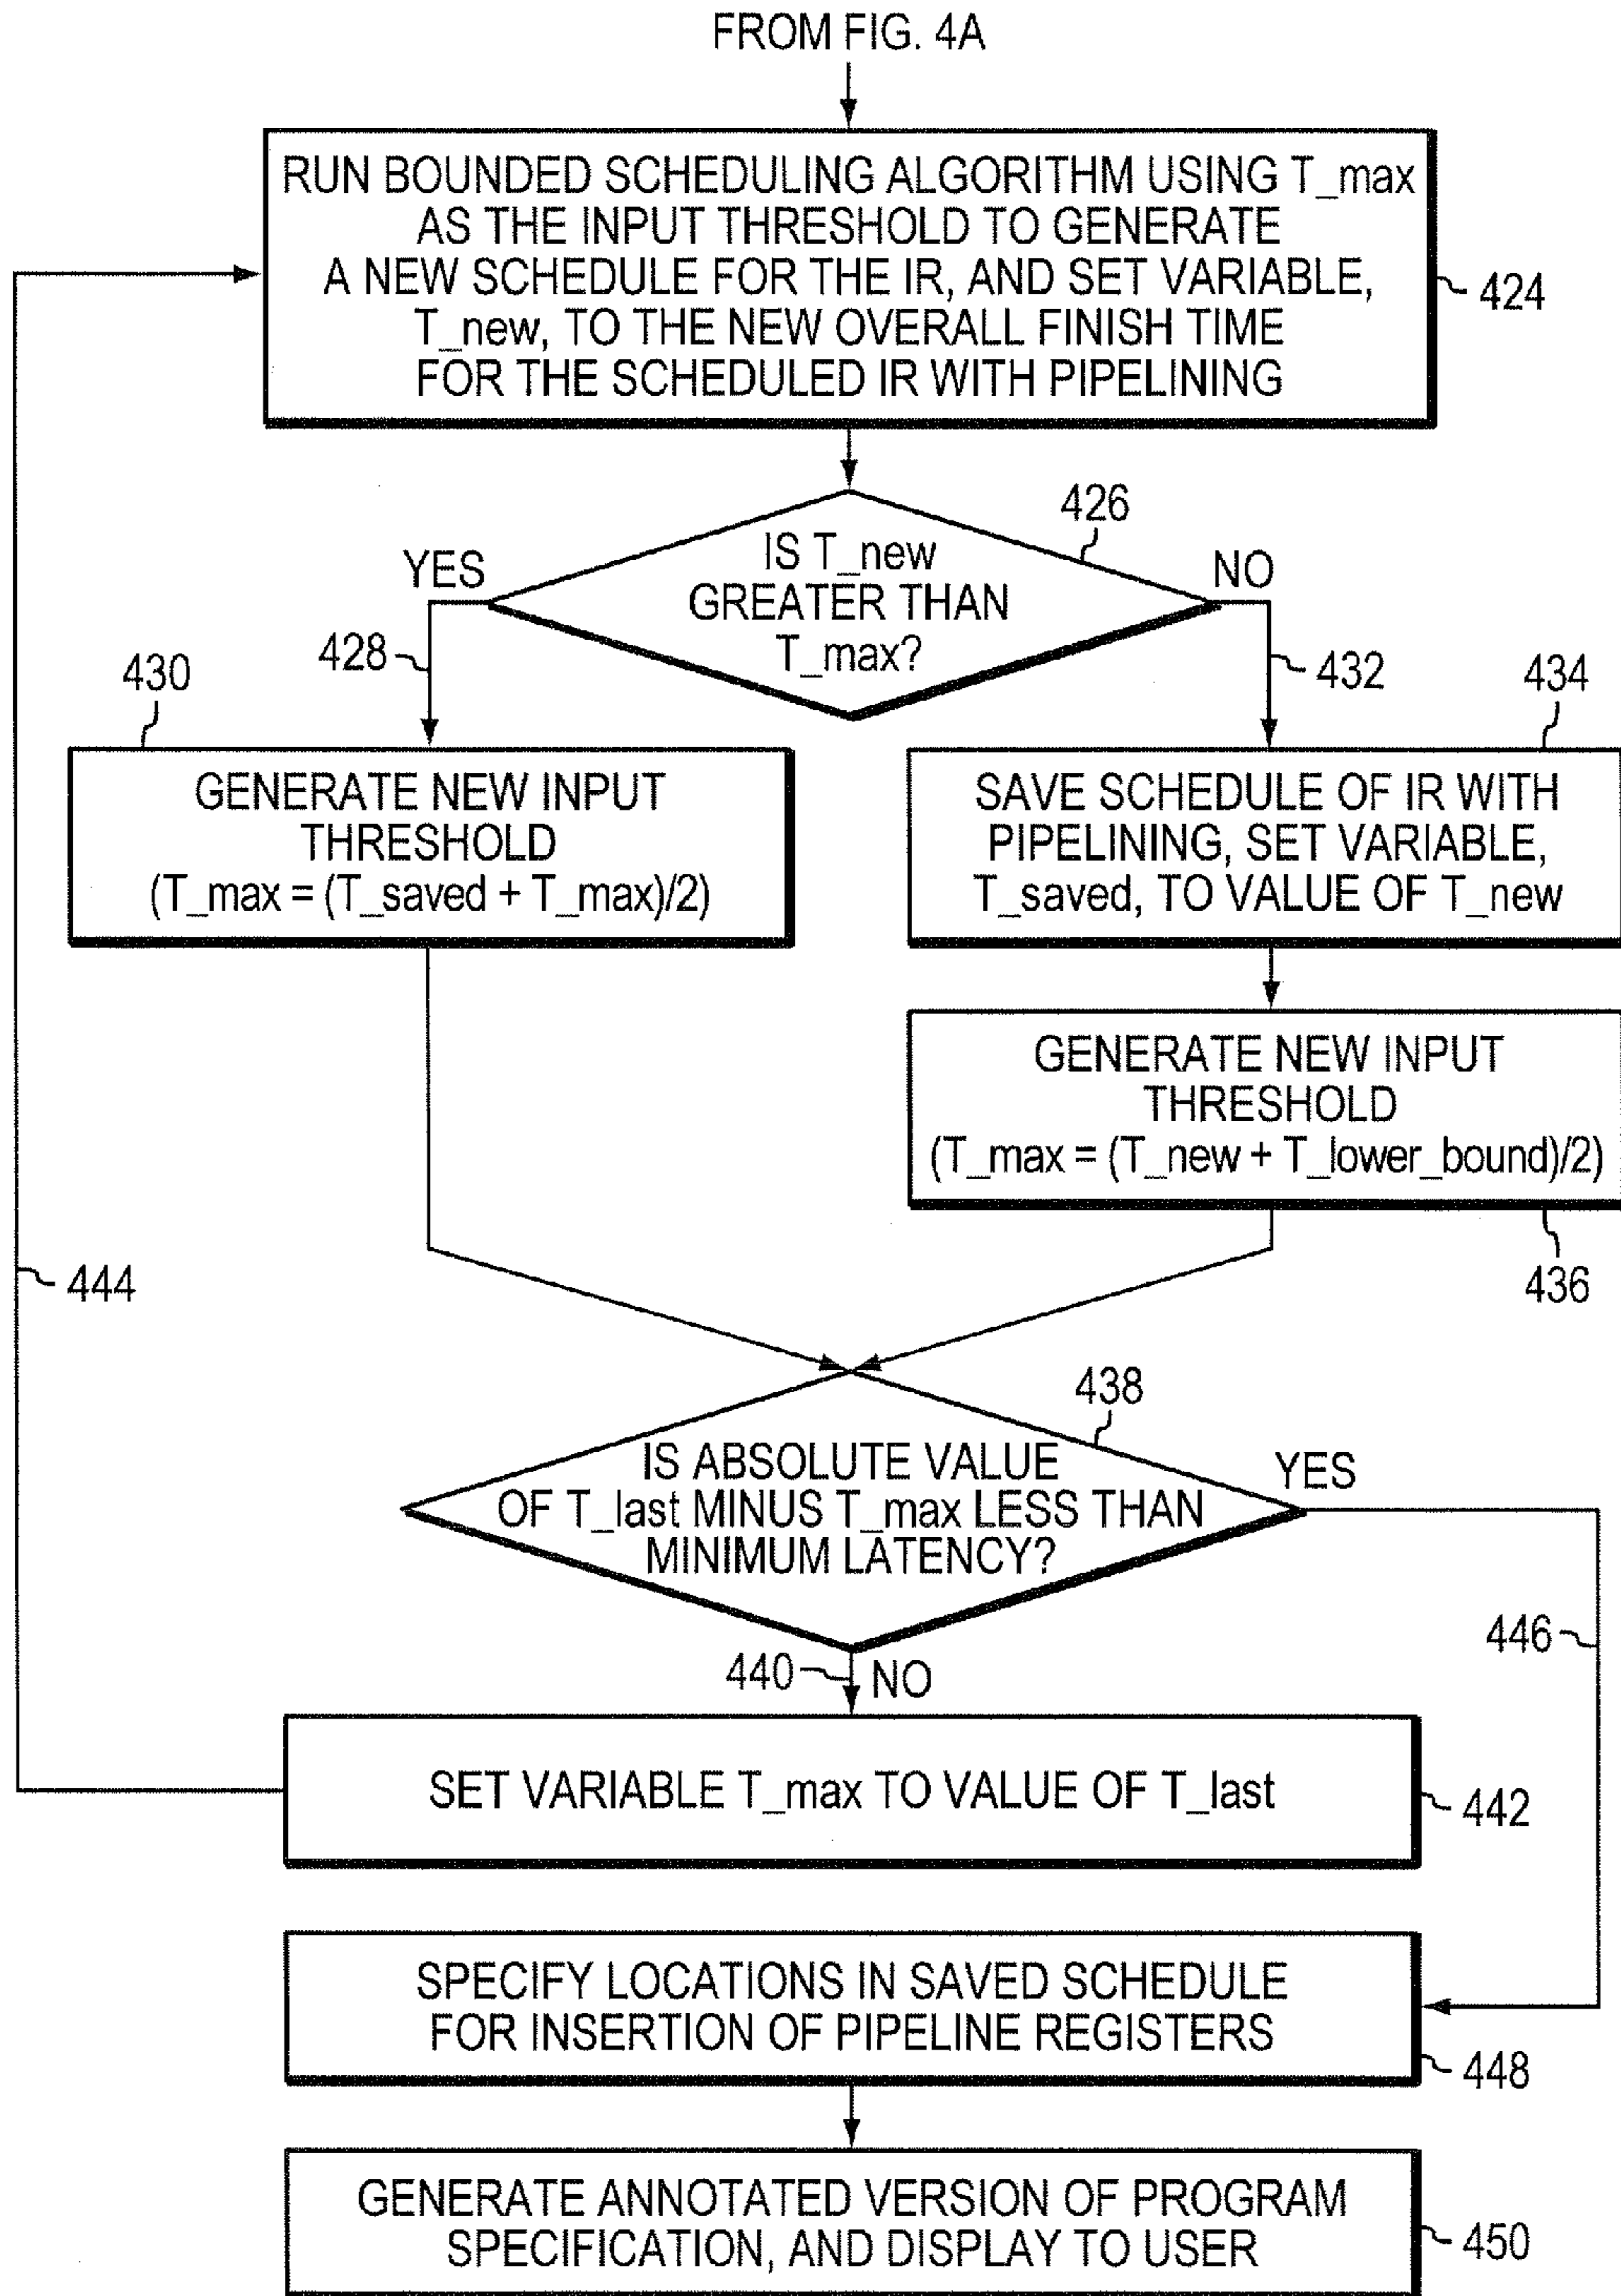 FROM FIG. 4A
RUN BOUNDED SCHEDULING ALGORITHM USING T_max
AS THE INPUT THRESHOLD TO GENERATE
A NEW SCHEDULE FOR THE IR, AND SET VARIABLE,
T_new, TO THE NEW OVERALL FINISH TIME
FOR THE SCHEDULED IR WITH PIPELINING
424
426
IS T_new
GREATER THAN
T_max?
YES
NO
428
432
430
GENERATE NEW INPUT
THRESHOLD
(T_max = (T_saved + T_max)/2)
434
SAVE SCHEDULE OF IR WITH
PIPELINING, SET VARIABLE,
T_saved, TO VALUE OF T_new
GENERATE NEW INPUT
THRESHOLD
(T_max = (T_new + T_lower_bound)/2)
436
444
438
IS ABSOLUTE VALUE
OF T_last MINUS T_max LESS THAN
MINIMUM LATENCY?
YES
446
440
NO
SET VARIABLE T_max TO VALUE OF T_last
442
SPECIFY LOCATIONS IN SAVED SCHEDULE
FOR INSERTION OF PIPELINE REGISTERS
448
GENERATE ANNOTATED VERSION OF PROGRAM
SPECIFICATION, AND DISPLAY TO USER
450